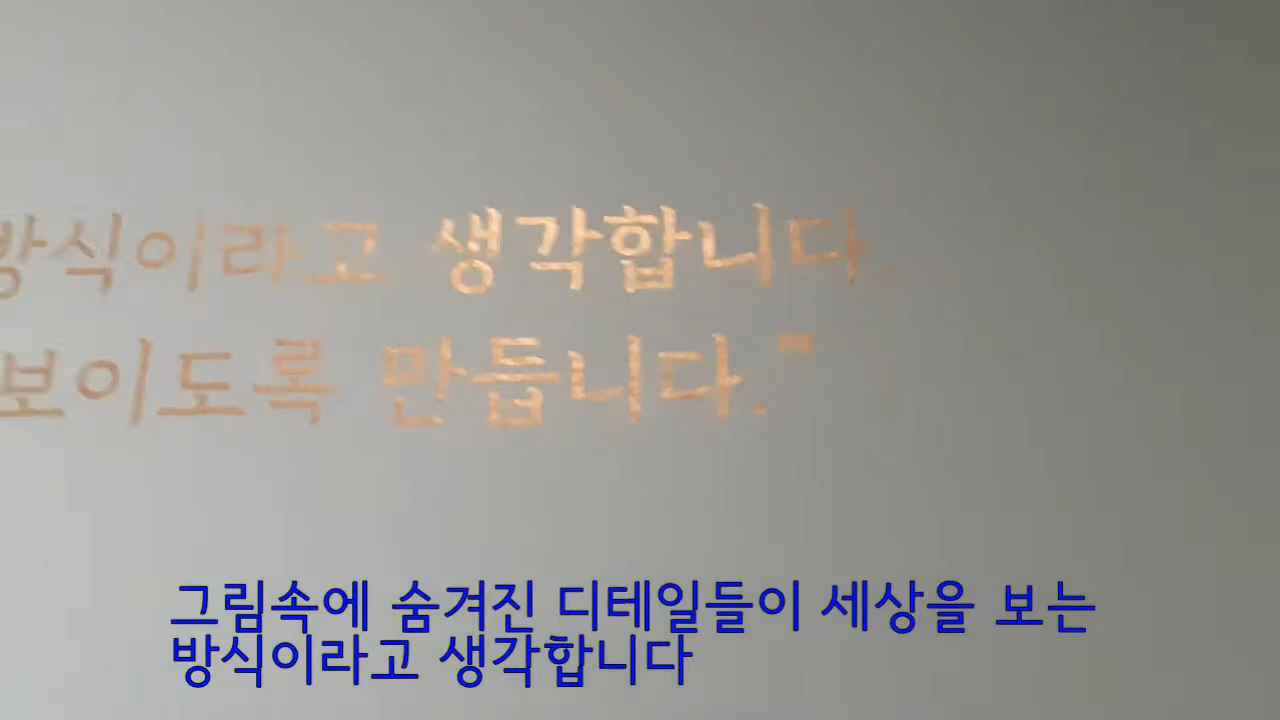 방식이라고 생각합니다.
보이도록 만듭니다."
그림속에 숨겨진 디테일들이 세상을 보는
방식이라고 생각합니다